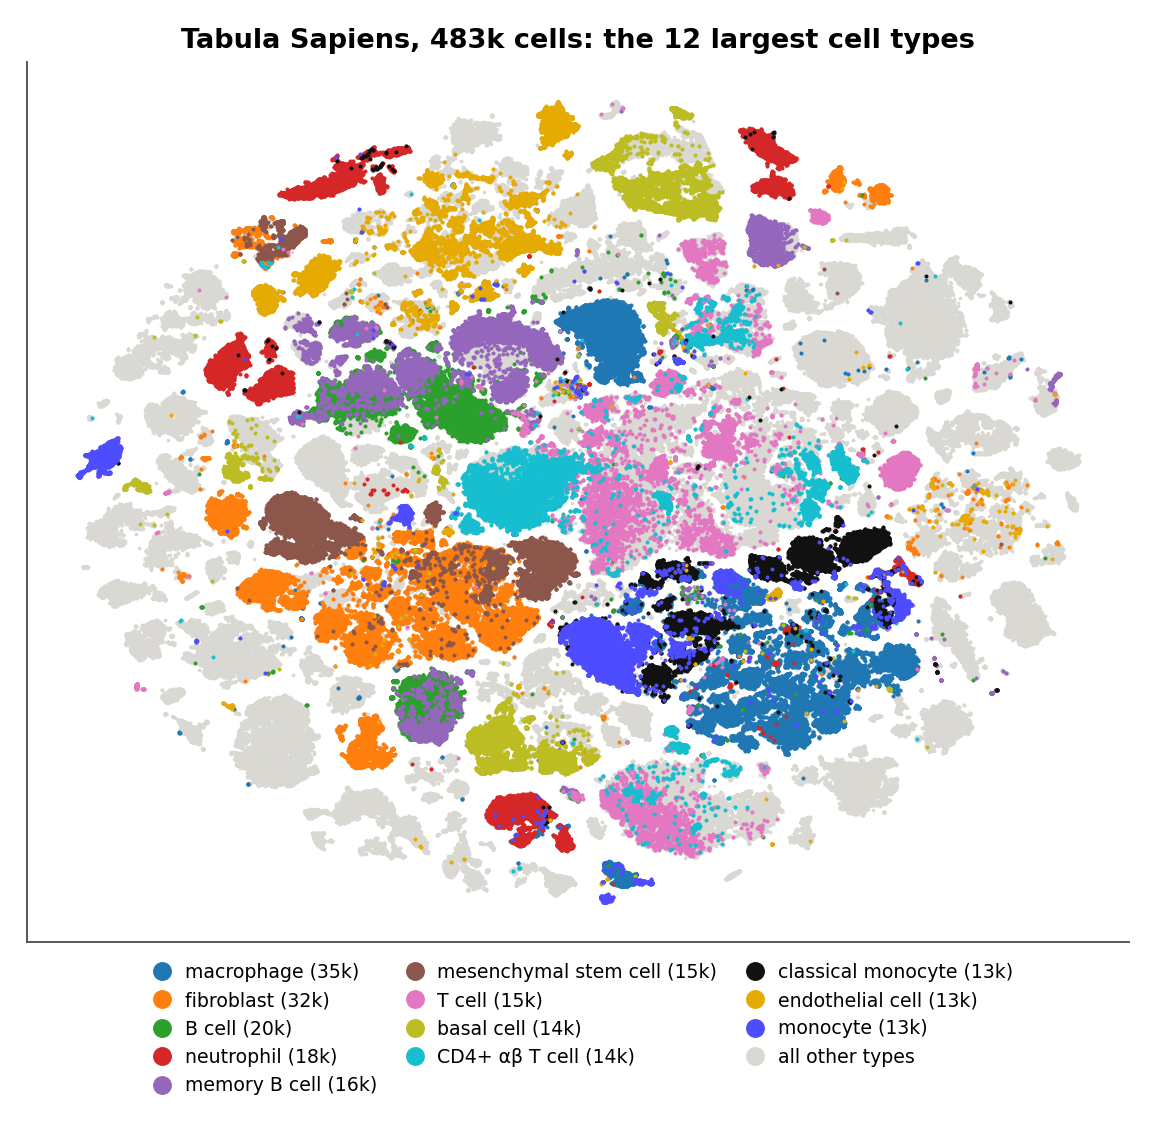 Tabula Sapiens, 483k cells: the 12 largest cell types
macrophage (35k)
fibroblast (32k)
B cell (20k)
neutrophil (18k)
memory B cell (16k)
mesenchymal stem cell (15k)
T cell (15k)
basal cell (14k)
CD4+ αβ T cell (14k)
classical monocyte (13k)
endothelial cell (13k)
monocyte (13k)
all other types